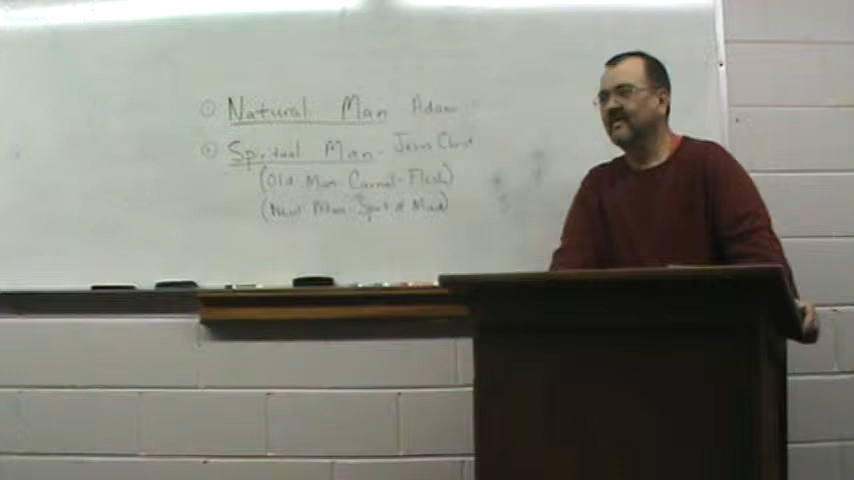 ① Natural Man Adam
② Spiritual Man - Jesus Christ
(Old Man Carnal - Flesh)
(New Man Spirit of Mind)